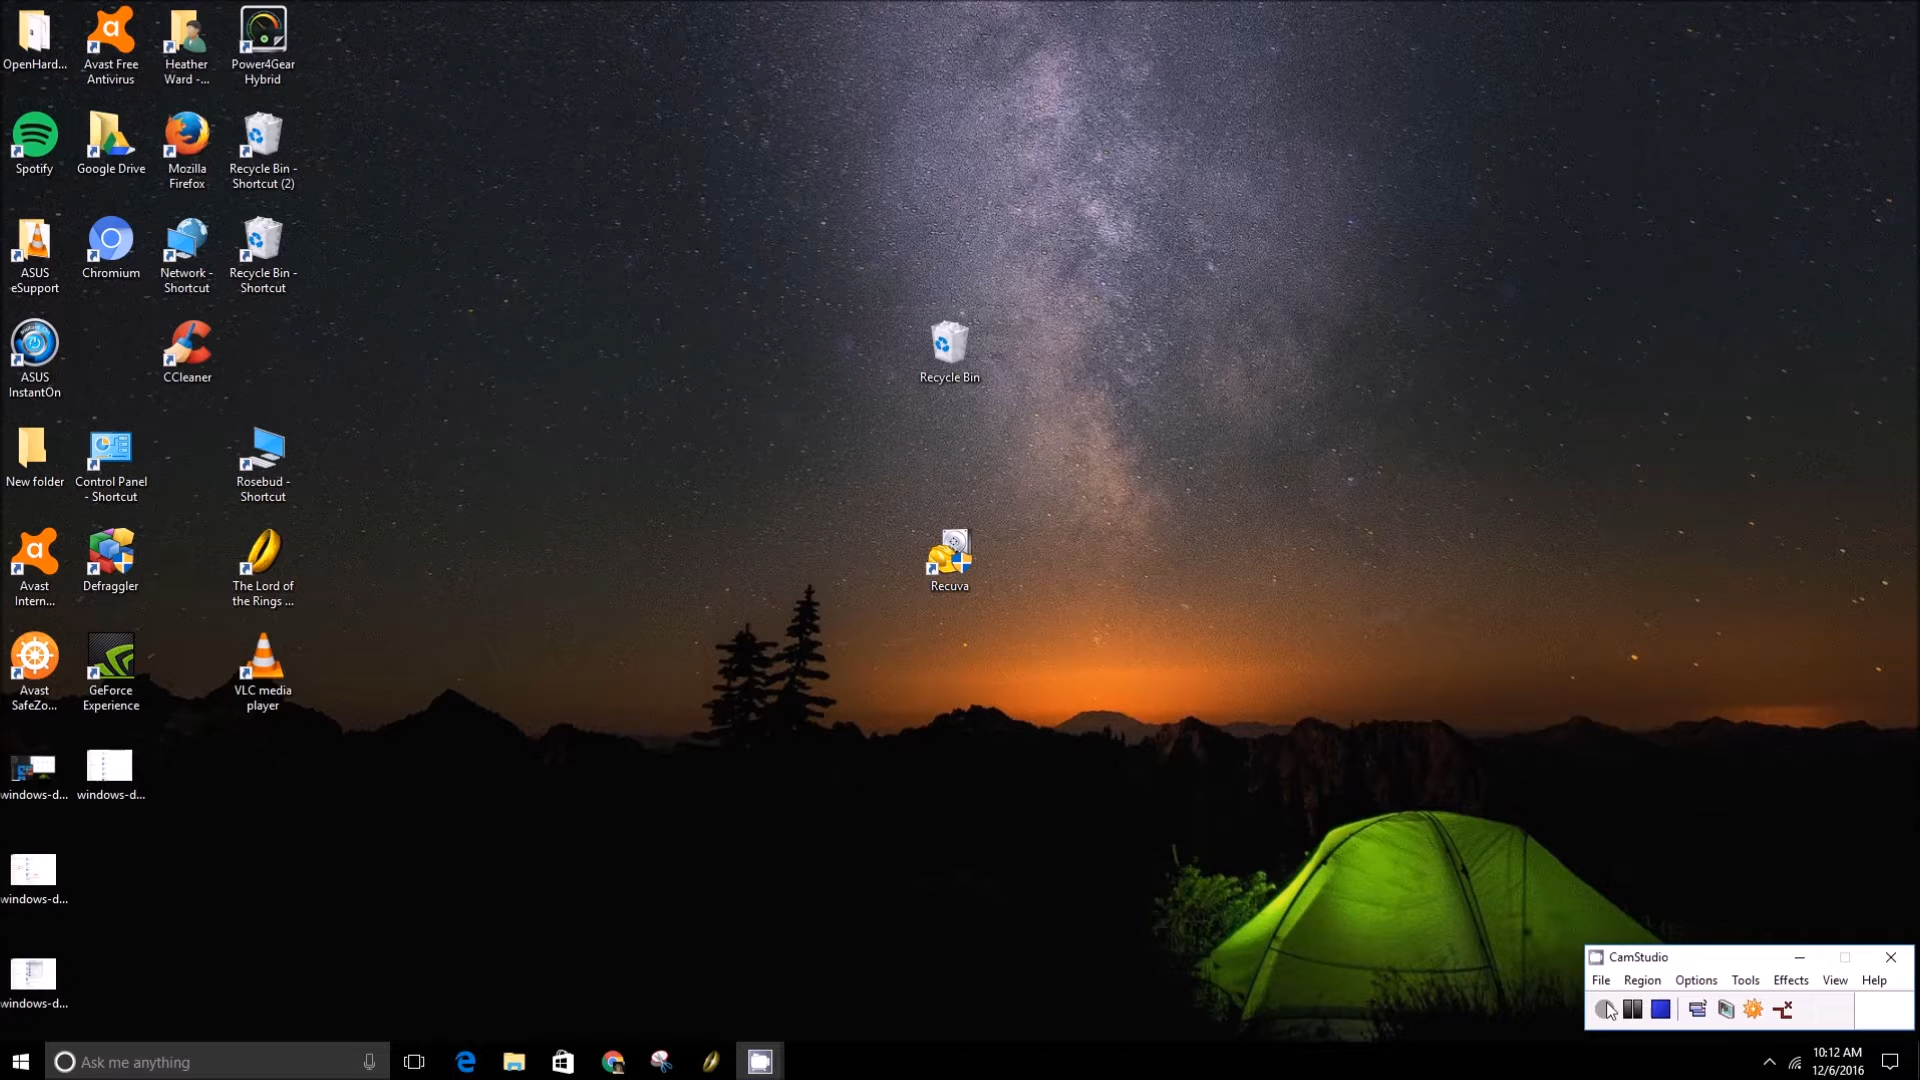 OpenHard...
Avast Free
Antivirus
Heather
Ward -...
Power4Gear
Hybrid
Spotify
Google Drive
Mozilla
Firefox
Recycle Bin -
Shortcut (2)
ASUS
eSupport
Chromium
Network -
Shortcut
Recycle Bin -
Shortcut
ASUS
InstantOn
CCleaner
Recycle Bin
New folder
Control Panel
- Shortcut
Rosebud -
Shortcut
Avast
Intern...
Defraggler
The Lord of
the Rings ...
Recuva
Avast
SafeZo...
GeForce
Experience
VLC media
player
windows-d...
windows-d...
windows-d...
windows-d...
CamStudio
File Region Options Tools Effects View Help
Ask me anything
10:12 AM
12/6/2016